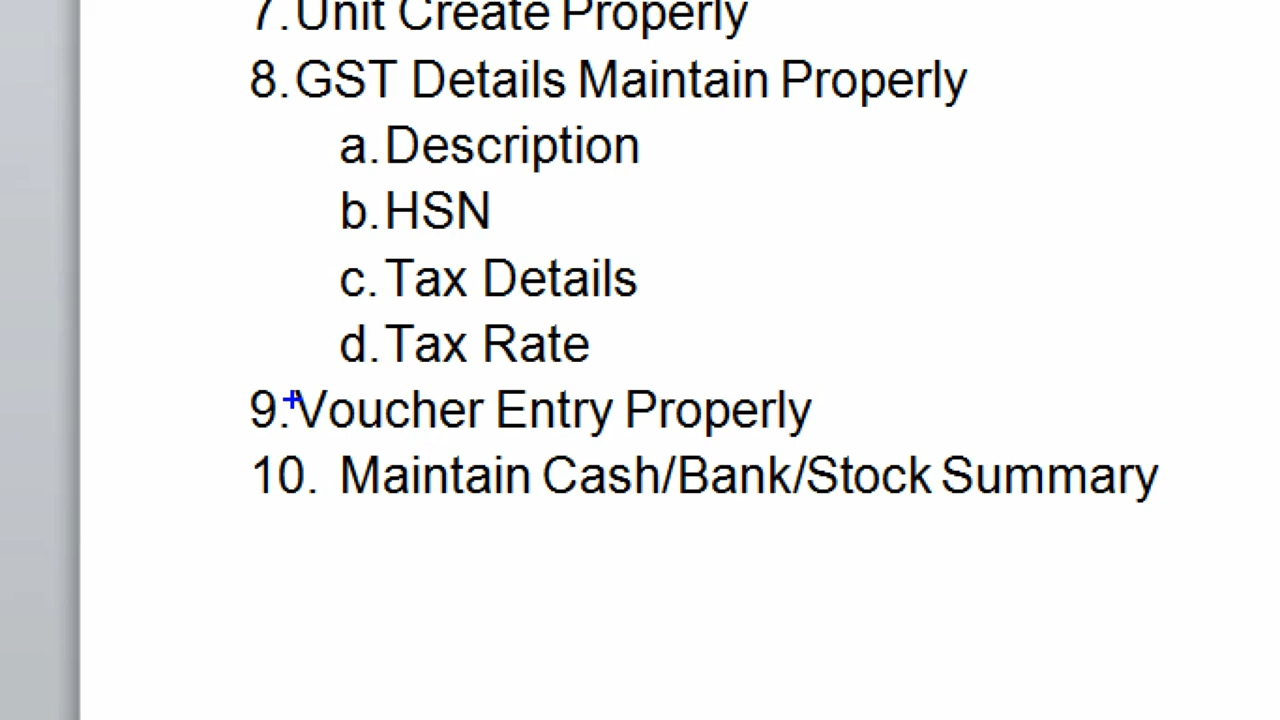 7. Unit Create Properly
8. GST Details Maintain Properly
a. Description
b. HSN
c. Tax Details
d. Tax Rate
9. Voucher Entry Properly
10. Maintain Cash/Bank/Stock Summary